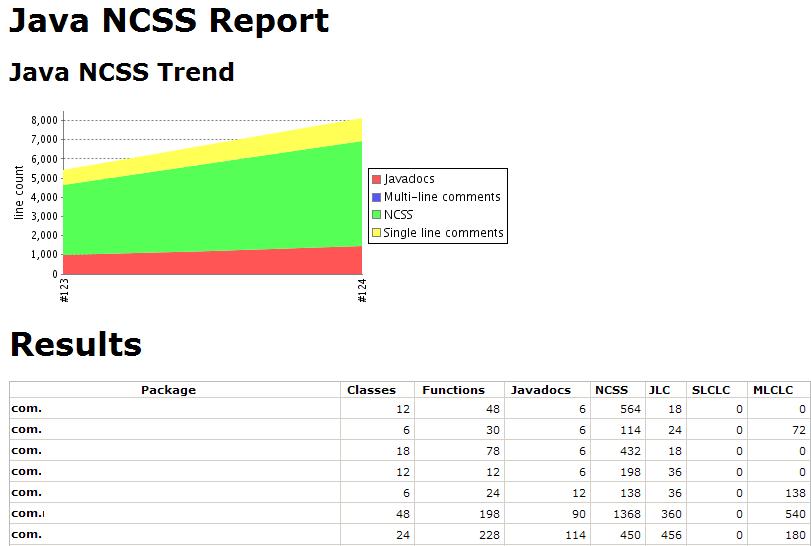 Java NCSS Report
Java NCSS Trend
8,000
7,000
6,000
5,000
4,000
3,000
2,000
1,000
0
line count
#123
#124
Javadocs
Multi-line comments
NCSS
Single line comments
Results
Package Classes Functions Javadocs NCSS JLC SLCLC MLCLC
com. 12 48 6 564 18 0 0
com. 6 30 6 114 24 0 72
com. 18 78 6 432 18 0 0
com. 12 12 6 198 36 0 0
com. 6 24 12 138 36 0 138
com. 48 198 90 1368 360 0 540
com. 24 228 114 450 456 0 180